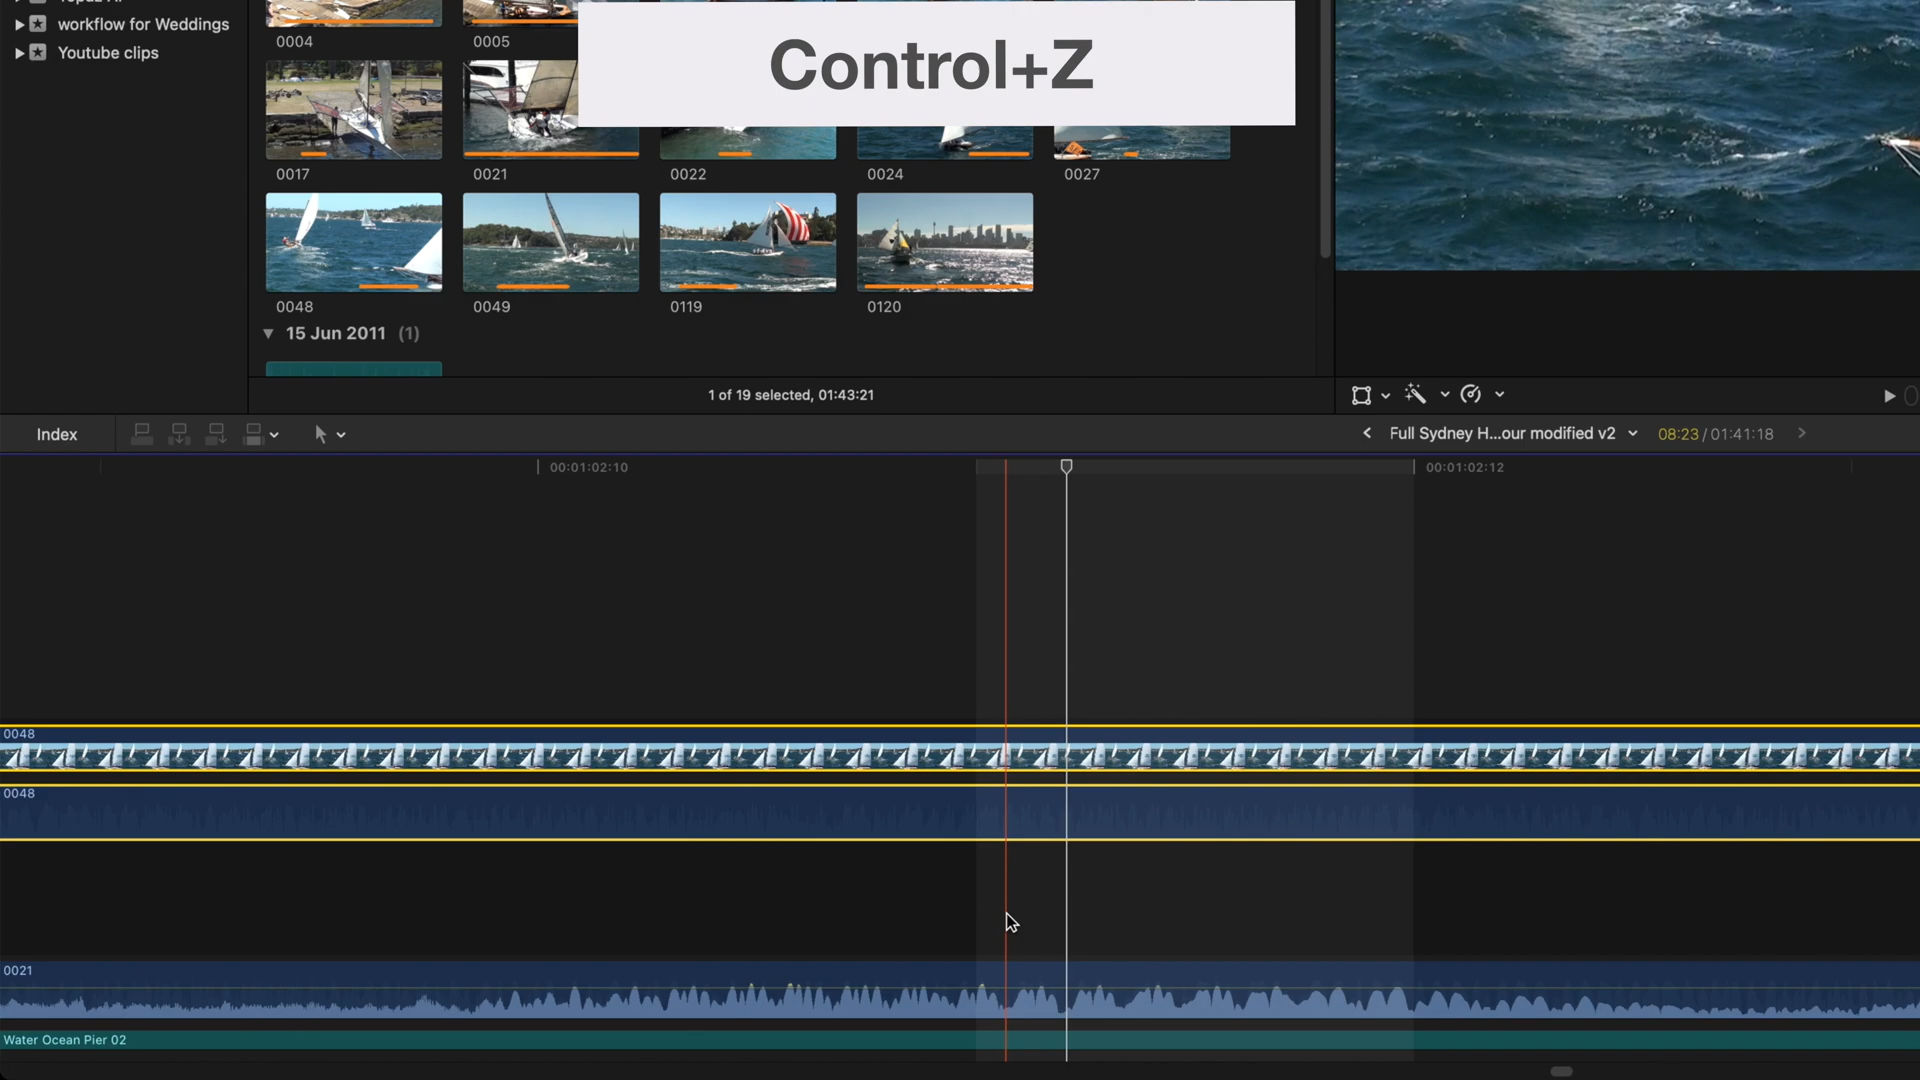 workflow for Weddings
Youtube clips
0004
0005
Control+Z
0017
0021
0022
0024
0027
0048
0049
0119
0120
15 Jun 2011 (1)
1 of 19 selected, 01:43:21
Index
Full Sydney H...our modified v2
08:23 / 01:41:18
00:01:02:10
00:01:02:12
0048
0048
0021
Water Ocean Pier 02